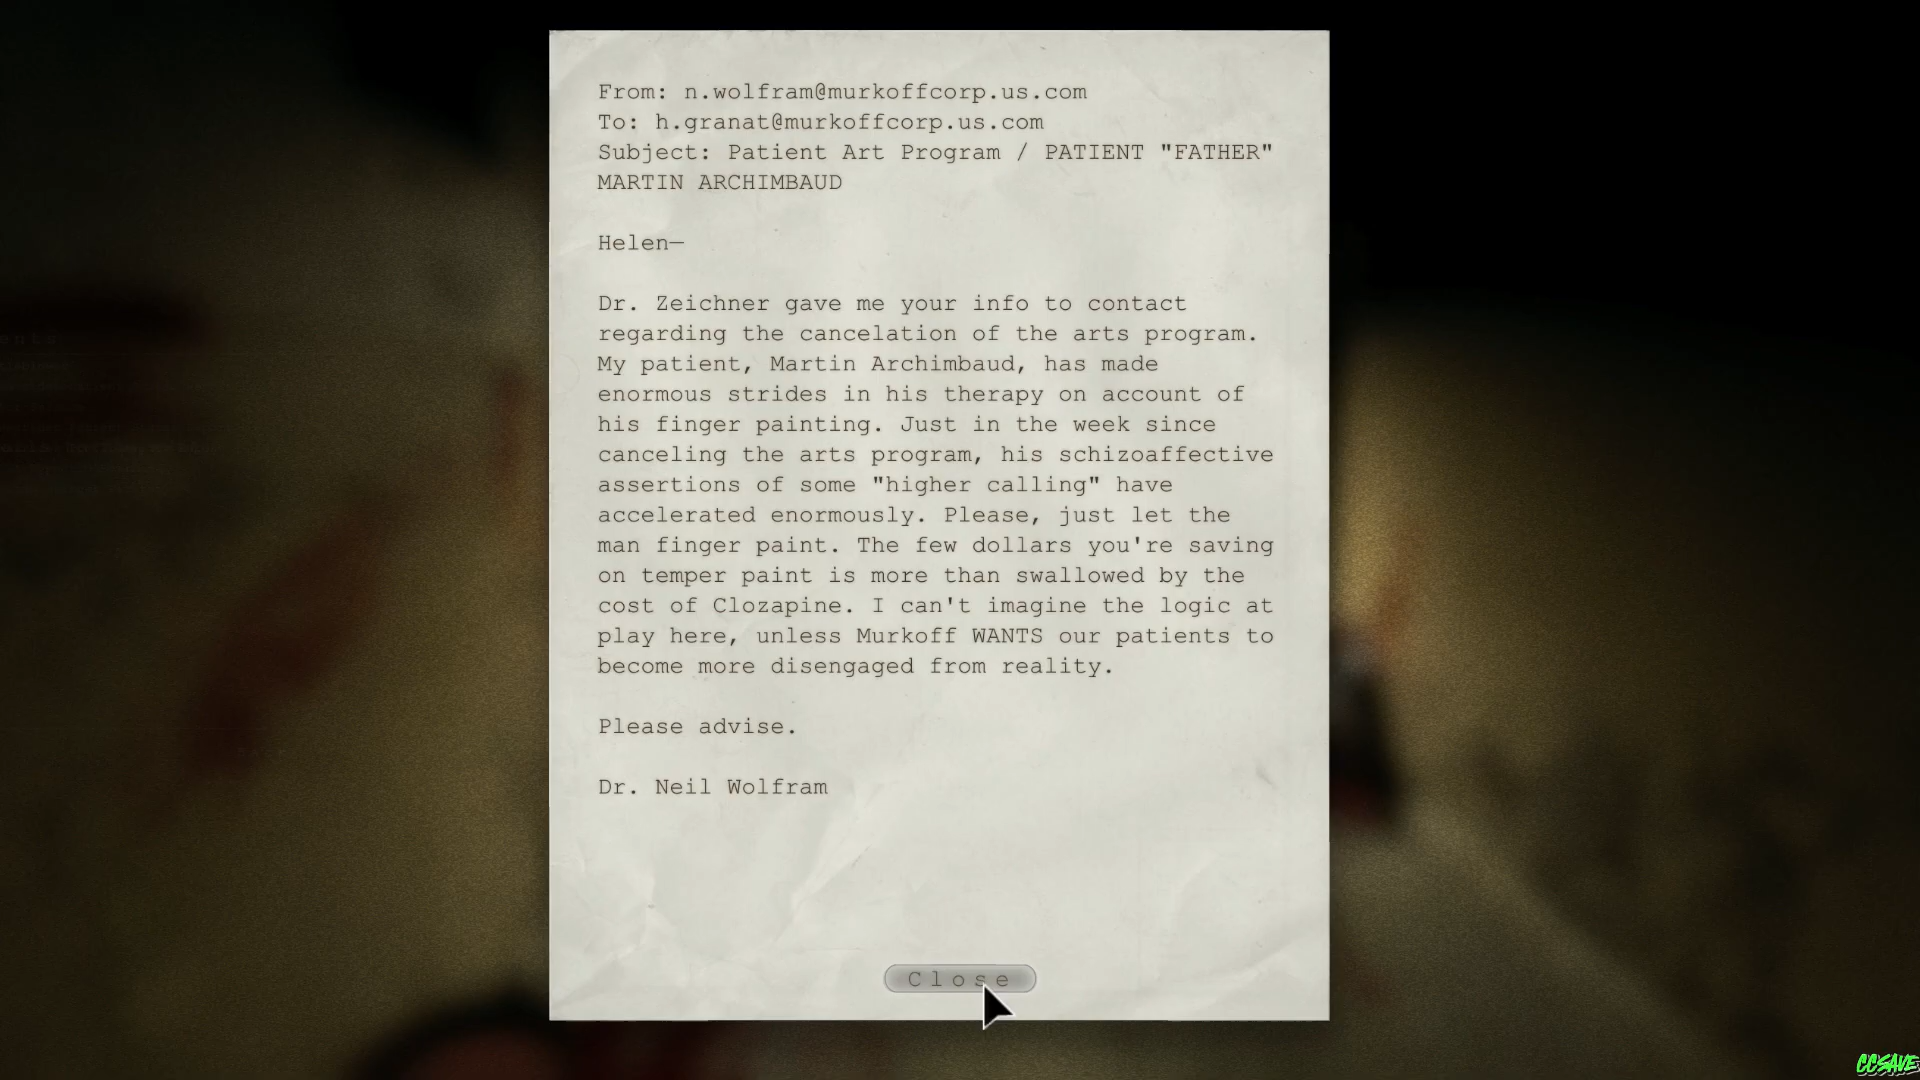 From: n.wolfram@murkoffcorp.us.com
To: h.granat@murkoffcorp.us.com
Subject: Patient Art Program / PATIENT "FATHER"
MARTIN ARCHIMBAUD
Helen—
Dr. Zeichner gave me your info to contact
regarding the cancelation of the arts program.
My patient, Martin Archimbaud, has made
enormous strides in his therapy on account of
his finger painting. Just in the week since
canceling the arts program, his schizoaffective
assertions of some "higher calling" have
accelerated enormously. Please, just let the
man finger paint. The few dollars you're saving
on temper paint is more than swallowed by the
cost of Clozapine. I can't imagine the logic at
play here, unless Murkoff WANTS our patients to
become more disengaged from reality.
Please advise.
Dr. Neil Wolfram
Close
CCSAVE